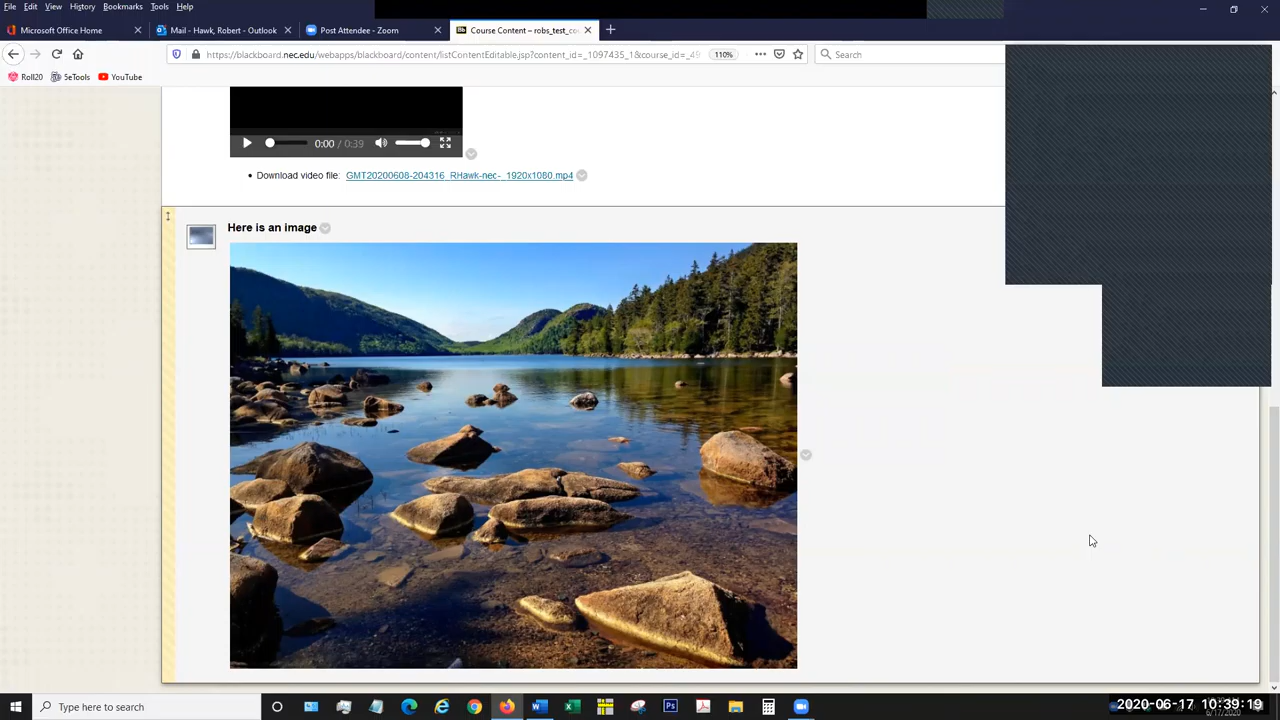 File Edit View History Bookmarks Tools Help
Microsoft Office Home Mail - Hawk, Robert - Outlook Post Attendee - Zoom Course Content – robs_test_co
https://blackboard.nec.edu/webapps/blackboard/content/listContentEditable.jsp?content_id=_1097435_1&course_id=_49 110% Search
Roll20 5eTools YouTube
0:00 / 0:39
Download video file: GMT20200608-204316_RHawk-nec-_1920x1080.mp4
Here is an image
Type here to search
2020-06-17 10:39:19